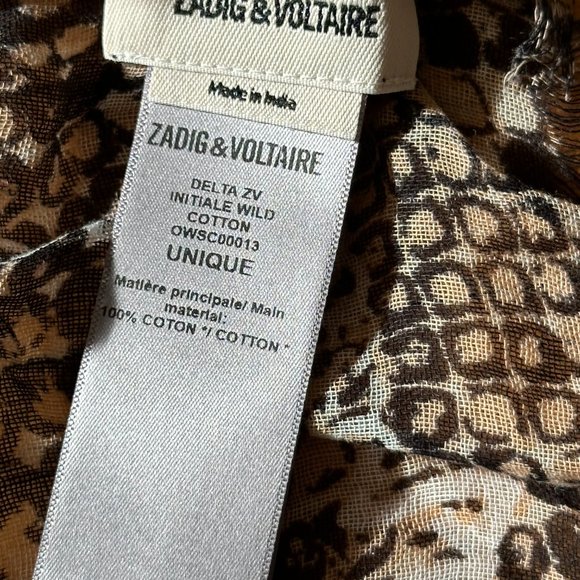 ZADIG & VOLTAIRE
Made in India
ZADIG&VOLTAIRE
DELTA ZV
INITIALE WILD
COTTON
OWSC00013
UNIQUE
Matière principale/ Main
material:
100% COTON */ COTTON *